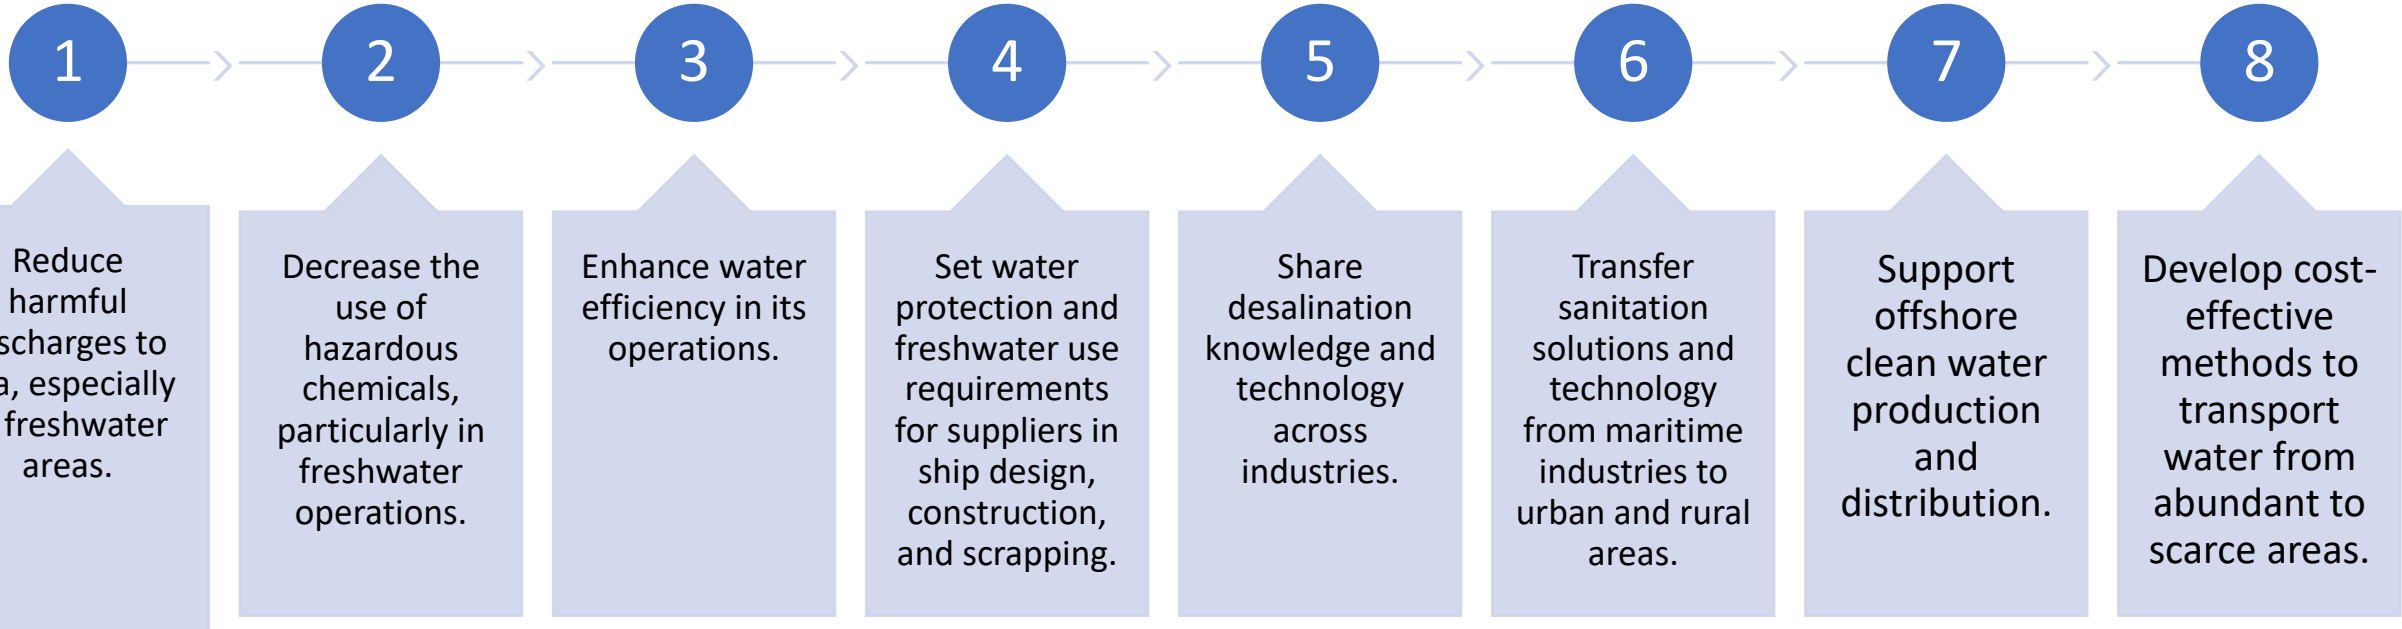 1
2
3
4
5
6
7
8
Reduce
harmful
scharges to
a, especially
freshwater
areas.
Decrease the
use of
hazardous
chemicals,
particularly in
freshwater
operations.
Enhance water
efficiency in its
operations.
Set water
protection and
freshwater use
requirements
for suppliers in
ship design,
construction,
and scrapping.
Share
desalination
knowledge and
technology
across
industries.
Transfer
sanitation
solutions and
technology
from maritime
industries to
urban and rural
areas.
Support
offshore
clean water
production
and
distribution.
Develop cost-
effective
methods to
transport
water from
abundant to
scarce areas.